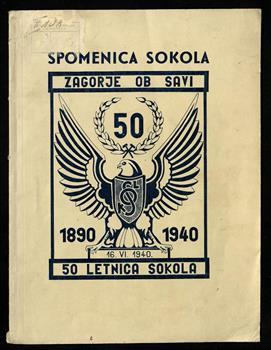 SPOMENICA SOKOLA
ZAGORJE OB SAVI
50
1890 1940
16. VI. 1940.
50 LETNICA SOKOLA